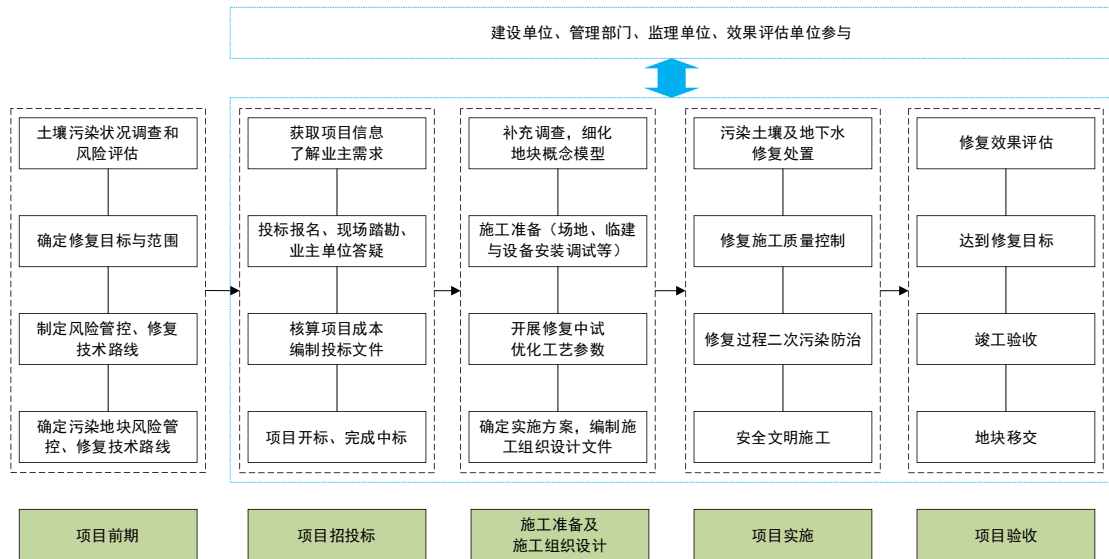 建设单位、管理部门、监理单位、效果评估单位参与
土壤污染状况调查和
风险评估
确定修复目标与范围
制定风险管控、修复
技术路线
确定污染地块风险管
控、修复技术路线
项目前期
获取项目信息
了解业主需求
投标报名、现场踏勘、
业主单位答疑
核算项目成本
编制投标文件
项目开标、完成中标
项目招投标
补充调查，细化
地块概念模型
施工准备（场地、临建
与设备安装调试等）
开展修复中试
优化工艺参数
确定实施方案，编制施
工组织设计文件
施工准备及
施工组织设计
污染土壤及地下水
修复处置
修复施工质量控制
修复过程二次污染防治
安全文明施工
项目实施
修复效果评估
达到修复目标
竣工验收
地块移交
项目验收